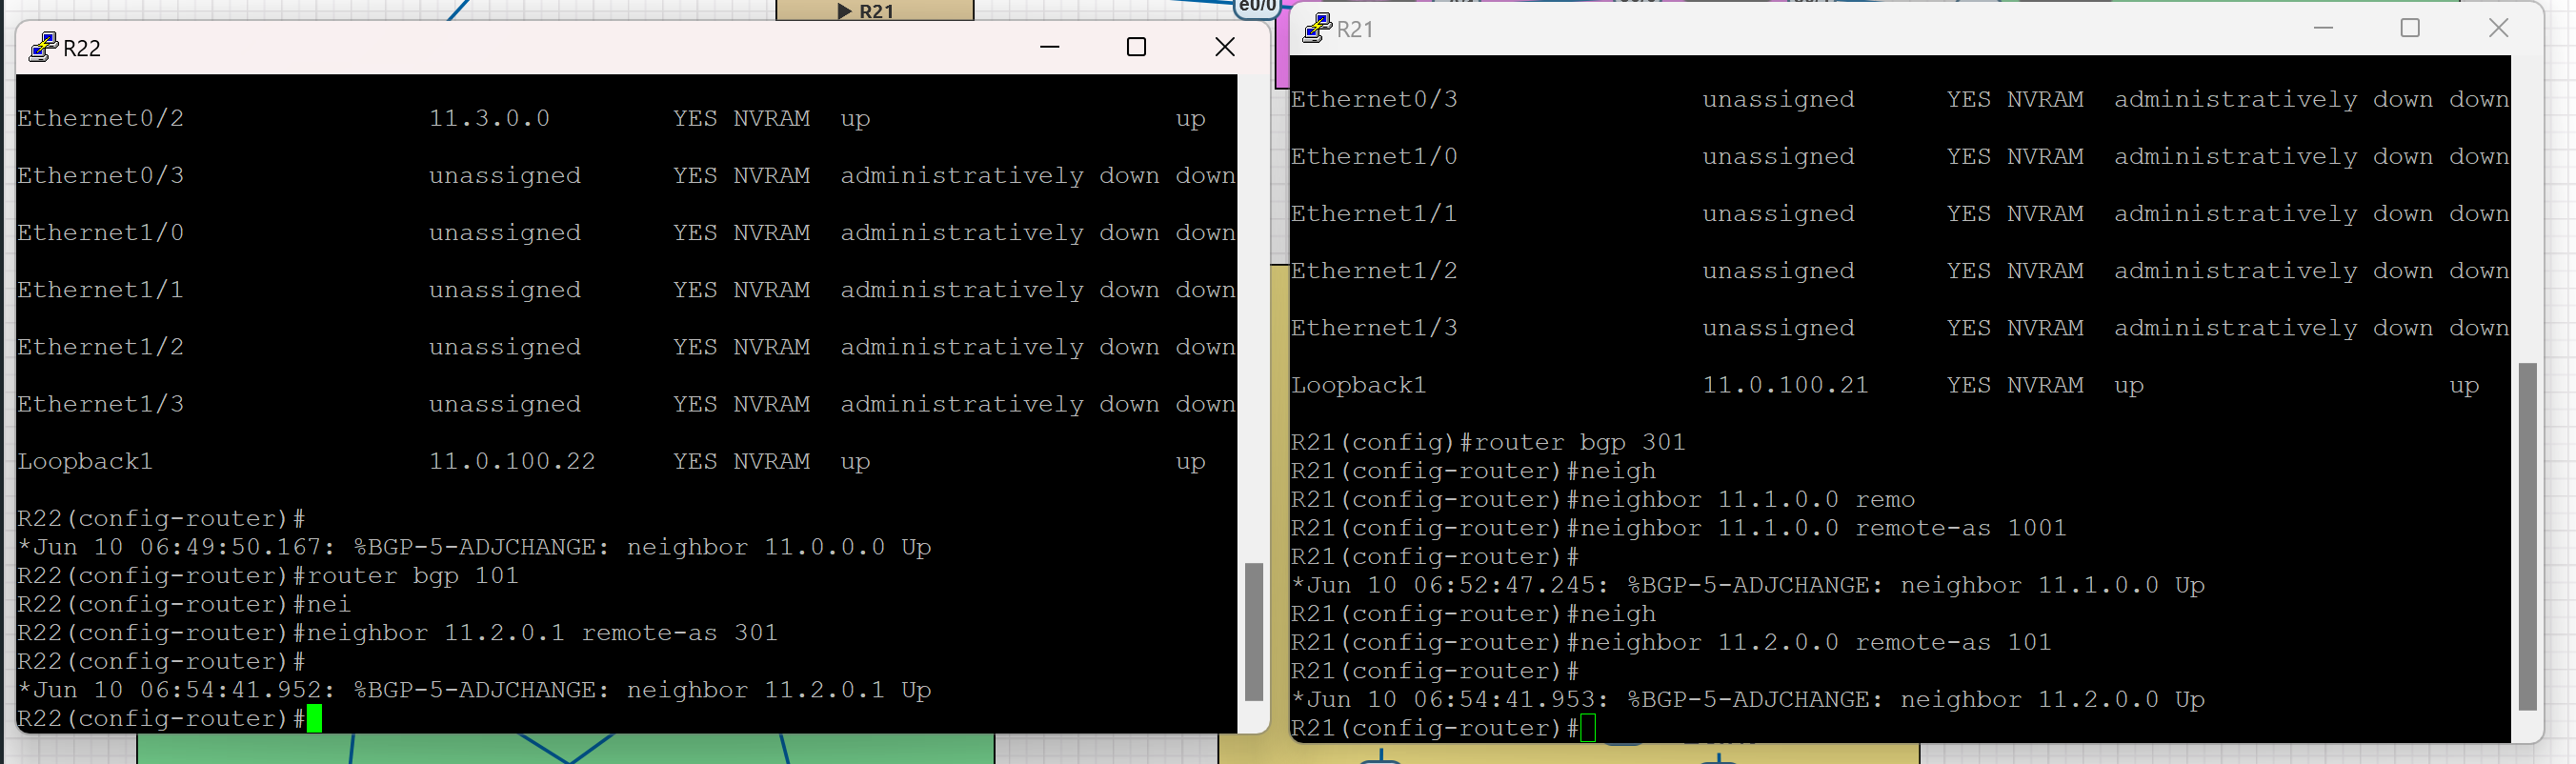 ▶ R21
e0/0
R22
Ethernet0/2 11.3.0.0 YES NVRAM up up
Ethernet0/3 unassigned YES NVRAM administratively down down
Ethernet1/0 unassigned YES NVRAM administratively down down
Ethernet1/1 unassigned YES NVRAM administratively down down
Ethernet1/2 unassigned YES NVRAM administratively down down
Ethernet1/3 unassigned YES NVRAM administratively down down
Loopback1 11.0.100.22 YES NVRAM up up
R22(config-router)#
*Jun 10 06:49:50.167: %BGP-5-ADJCHANGE: neighbor 11.0.0.0 Up
R22(config-router)#router bgp 101
R22(config-router)#nei
R22(config-router)#neighbor 11.2.0.1 remote-as 301
R22(config-router)#
*Jun 10 06:54:41.952: %BGP-5-ADJCHANGE: neighbor 11.2.0.1 Up
R22(config-router)#
R21
Ethernet0/3 unassigned YES NVRAM administratively down down
Ethernet1/0 unassigned YES NVRAM administratively down down
Ethernet1/1 unassigned YES NVRAM administratively down down
Ethernet1/2 unassigned YES NVRAM administratively down down
Ethernet1/3 unassigned YES NVRAM administratively down down
Loopback1 11.0.100.21 YES NVRAM up up
R21(config)#router bgp 301
R21(config-router)#neigh
R21(config-router)#neighbor 11.1.0.0 remo
R21(config-router)#neighbor 11.1.0.0 remote-as 1001
R21(config-router)#
*Jun 10 06:52:47.245: %BGP-5-ADJCHANGE: neighbor 11.1.0.0 Up
R21(config-router)#neigh
R21(config-router)#neighbor 11.2.0.0 remote-as 101
R21(config-router)#
*Jun 10 06:54:41.953: %BGP-5-ADJCHANGE: neighbor 11.2.0.0 Up
R21(config-router)#